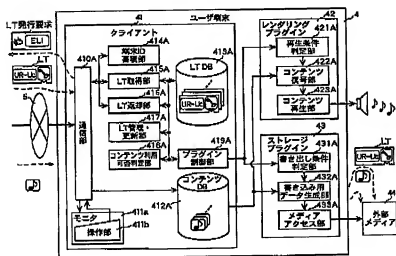 LT発行要求
ELI
LT
UR-Uc
5
41
ユーザ端末
クライアント
410A
414A
端末ID
蓄積部
415A
LT取得部
416A
LT返却部
417A
LT管理・
更新部
418A
コンテンツ利用
可否判定部
通信部
モニタ
操作部
411a
411b
413A
LT DB
UR-Us
419A
プラグイン
制御部
コンテンツ
DB
412A
42
4
レンダリング
プラグイン
421A
再生条件
判定部
422A
コンテンツ
復号部
423A
コンテンツ
再生部
43
ストレージ
プラグイン
431A
書き出し条件
判定部
432A
書き込み用
データ生成部
433A
メディア
アクセス部
LT
UR-Uc
44
外部
メディア